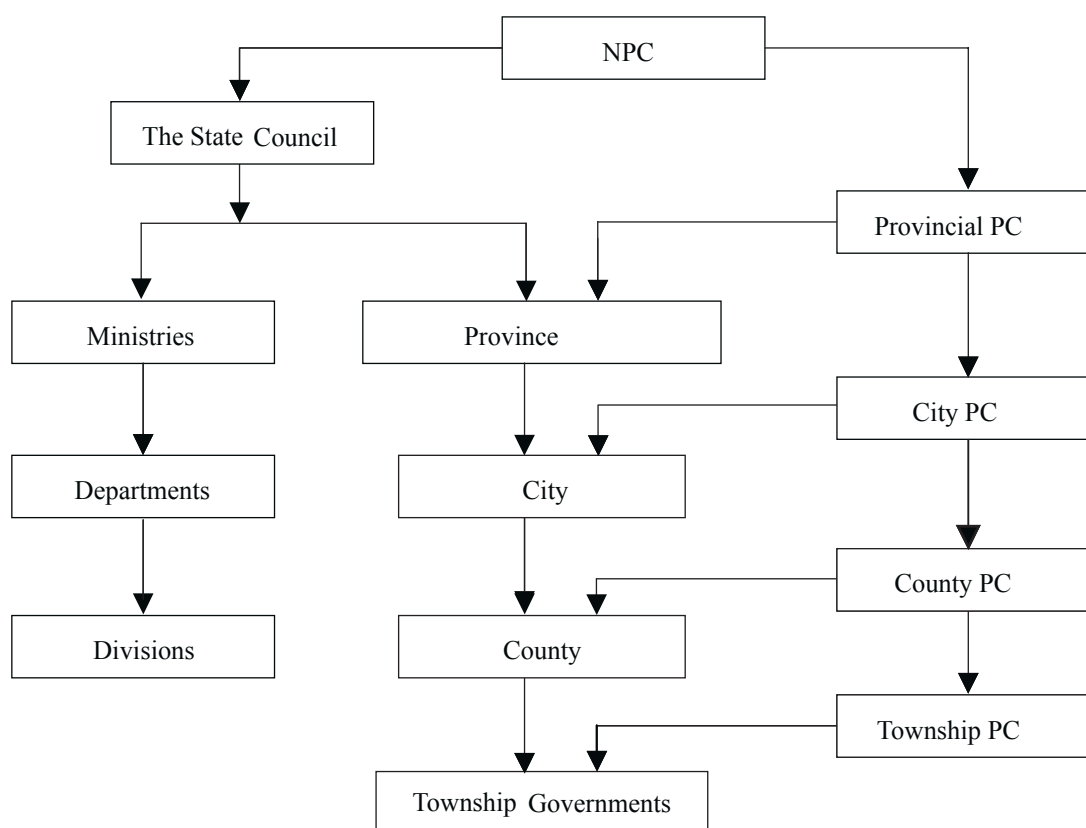 NPC
The State Council
Provincial PC
Ministries
Province
City PC
Departments
City
County PC
Divisions
County
Township PC
Township Governments